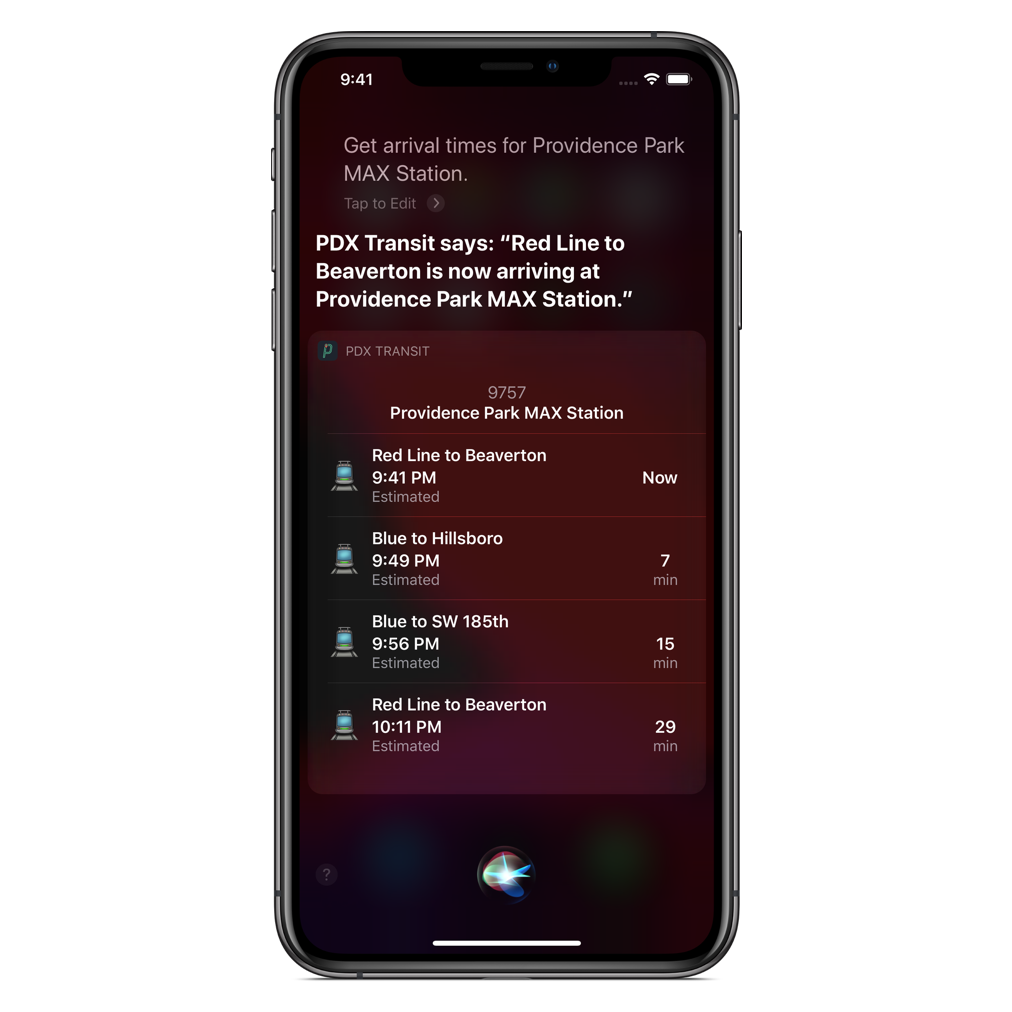 9:41
Get arrival times for Providence Park
MAX Station.
Tap to Edit
PDX Transit says: “Red Line to
Beaverton is now arriving at
Providence Park MAX Station.”
p PDX TRANSIT
9757
Providence Park MAX Station
Red Line to Beaverton
9:41 PM Now
Estimated
Blue to Hillsboro
9:49 PM 7
Estimated min
Blue to SW 185th
9:56 PM 15
Estimated min
Red Line to Beaverton
10:11 PM 29
Estimated min
?